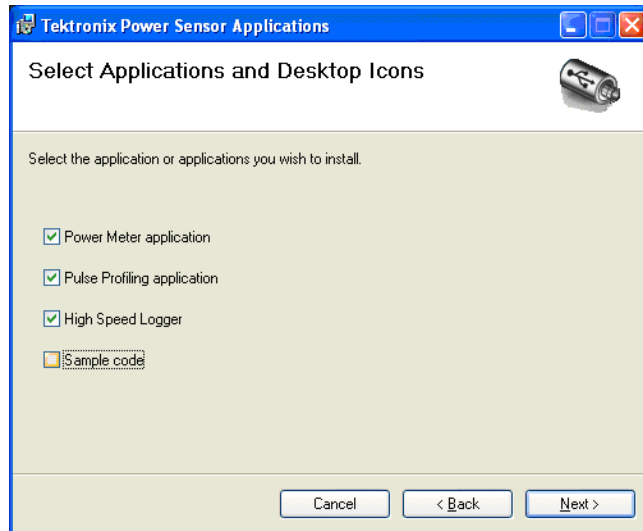 Tektronix Power Sensor Applications
Select Applications and Desktop Icons
Select the application or applications you wish to install.
Power Meter application
Pulse Profiling application
High Speed Logger
Sample code
Cancel
< Back
Next >